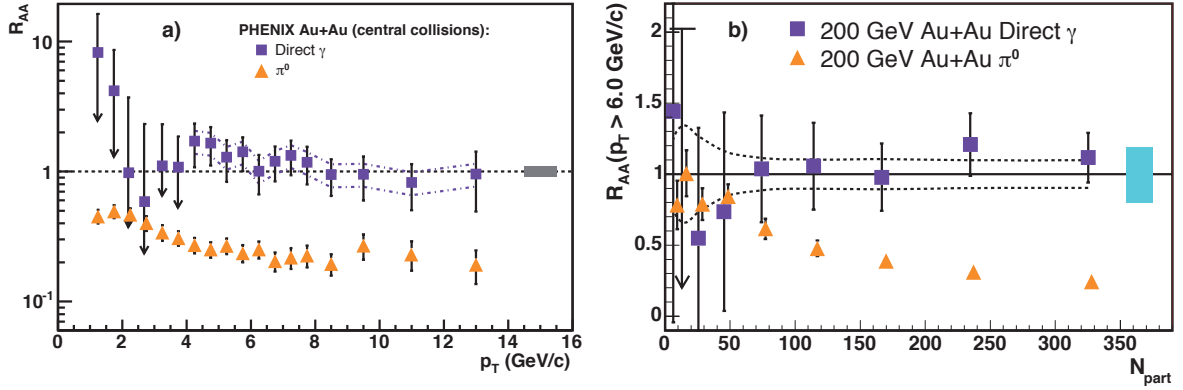 R_AA
10
1
10⁻¹
a)
PHENIX Au+Au (central collisions):
Direct γ
π⁰
0 2 4 6 8 10 12 14 16
p_T (GeV/c)
R_AA(p_T > 6.0 GeV/c)
2
1.5
1
0.5
0
b)
200 GeV Au+Au Direct γ
200 GeV Au+Au π⁰
0 50 100 150 200 250 300 350
N_part